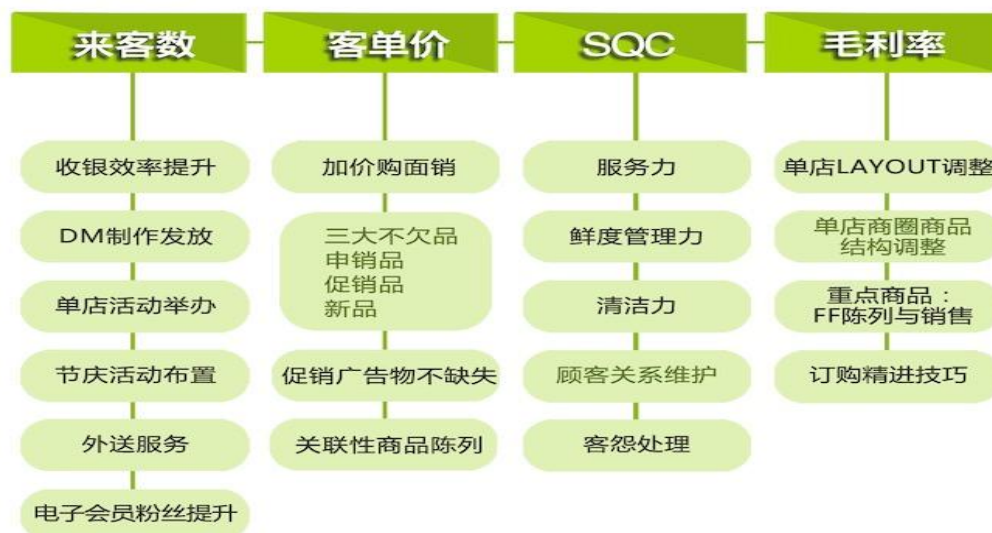 来客数
收银效率提升
DM制作发放
单店活动举办
节庆活动布置
外送服务
电子会员粉丝提升
客单价
加价购面销
三大不欠品
申销品
促销品
新品
促销广告物不缺失
关联性商品陈列
SQC
服务力
鲜度管理力
清洁力
顾客关系维护
客怨处理
毛利率
单店LAYOUT调整
单店商圈商品
结构调整
重点商品：
FF陈列与销售
订购精进技巧